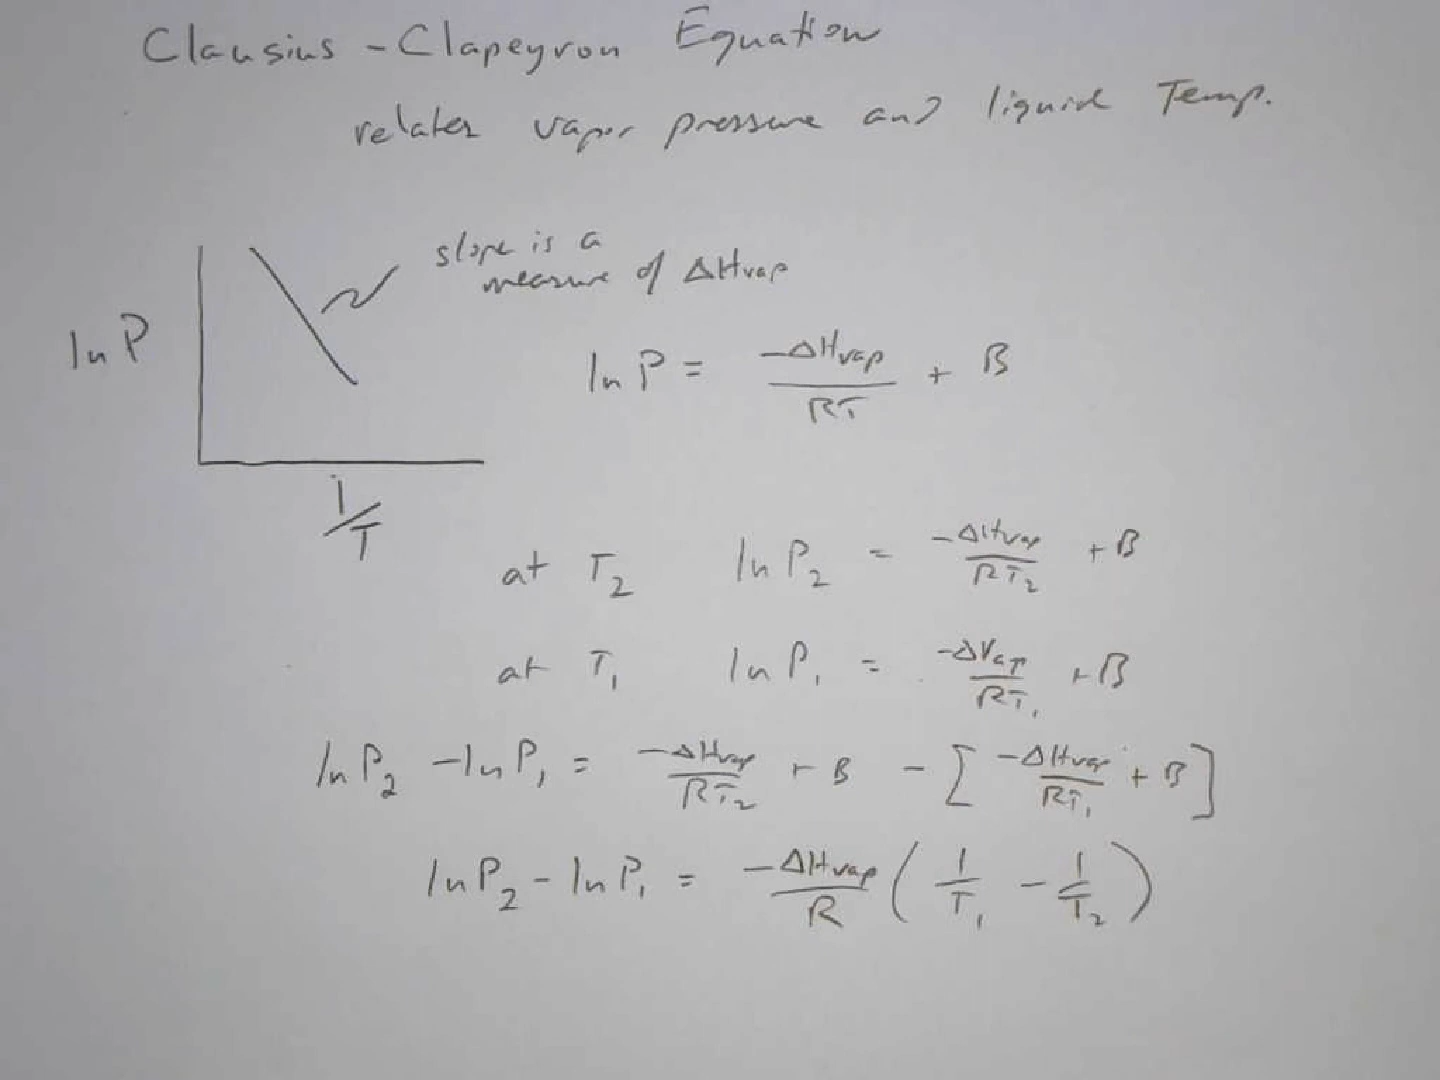 Clausius - Clapeyron Equation
relates vapor pressure and liquid Temp.
slope is a
measure of ΔHvap
ln P
1/T
ln P = -ΔHvap/RT + B
at T₂ ln P₂ = -ΔHvap/RT₂ + B
at T₁ ln P₁ = -ΔVap/RT₁ + B
ln P₂ - ln P₁ = -ΔHvap/RT₂ + B - [-ΔHvap/RT₁ + B]
ln P₂ - ln P₁ = -ΔHvap/R (1/T₁ - 1/T₂)